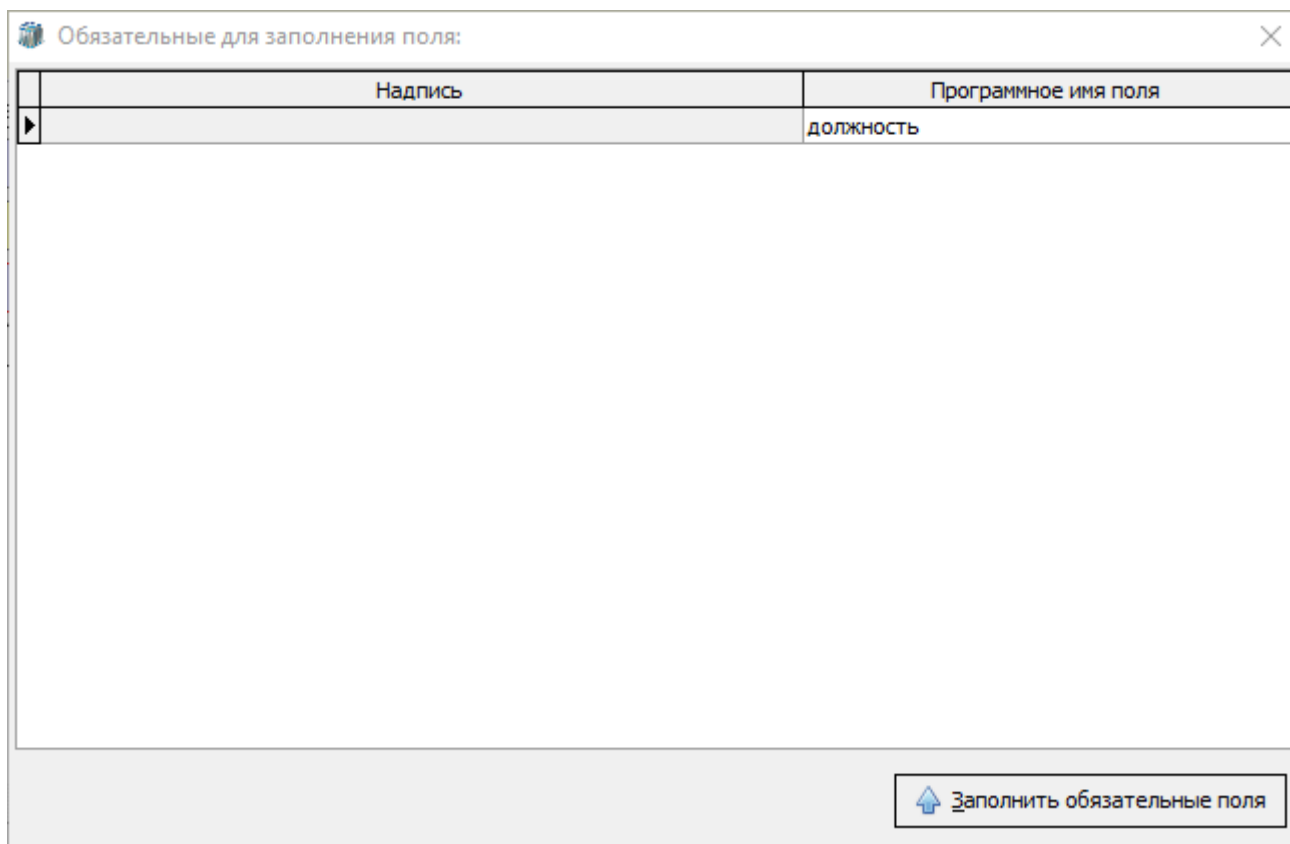 Обязательные для заполнения поля:
Надпись Программное имя поля
должность
Заполнить обязательные поля